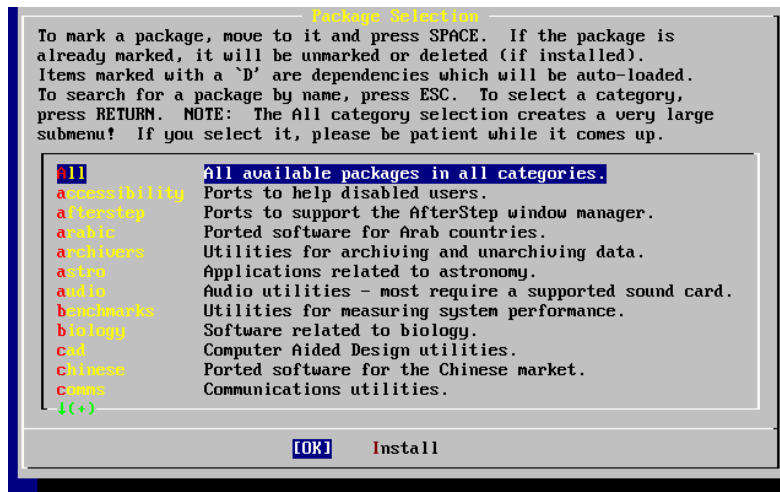 Package Selection
To mark a package, move to it and press SPACE.  If the package is
already marked, it will be unmarked or deleted (if installed).
Items marked with a `D' are dependencies which will be auto-loaded.
To search for a package by name, press ESC.  To select a category,
press RETURN.  NOTE:  The All category selection creates a very large
submenu!  If you select it, please be patient while it comes up.
All All available packages in all categories.
accessibility Ports to help disabled users.
afterstep Ports to support the AfterStep window manager.
arabic Ported software for Arab countries.
archivers Utilities for archiving and unarchiving data.
astro Applications related to astronomy.
audio Audio utilities - most require a supported sound card.
benchmarks Utilities for measuring system performance.
biology Software related to biology.
cad Computer Aided Design utilities.
chinese Ported software for the Chinese market.
comms Communications utilities.
↓(+)
[OK] Install